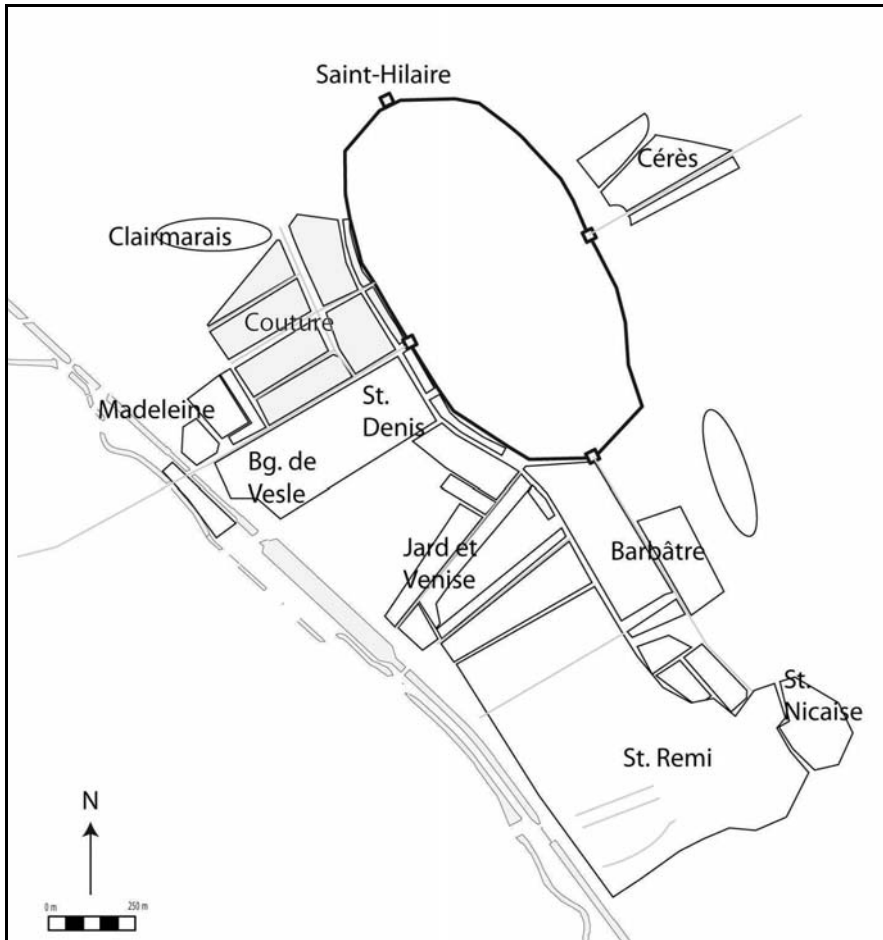 Saint-Hilaire
Cérès
Clairmarais
Couture
Madeleine
St.
Denis
Bg. de
Vesle
Jard et
Venise
Barbâtre
St.
Nicaise
St. Remi
N
0 m 250 m